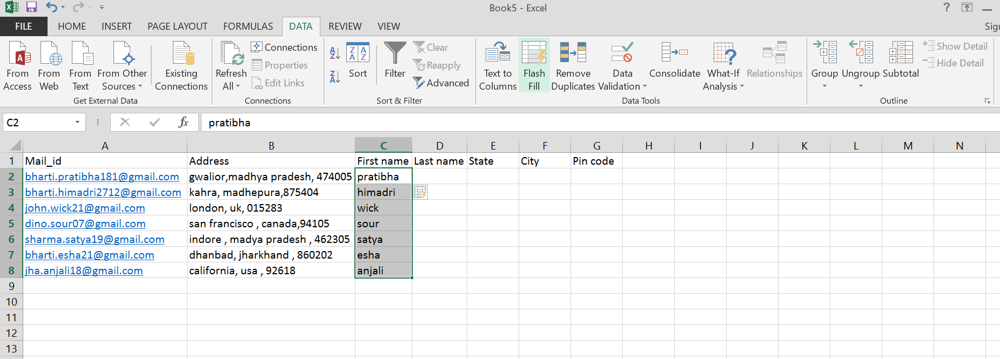 Book5 - Excel
?
FILE HOME INSERT PAGE LAYOUT FORMULAS DATA REVIEW VIEW
From Access
From Web
From Text
From Other Sources
Existing Connections
Get External Data
Refresh All
Connections
Properties
Edit Links
Connections
Sort
Filter
Clear
Reapply
Advanced
Sort & Filter
Text to Columns
Flash Fill
Remove Duplicates
Data Validation
Consolidate
What-If Analysis
Relationships
Data Tools
Group
Ungroup
Subtotal
Show Detail
Hide Detail
Outline
C2 fx pratibha
A B C D E F G H I J K L M N
1 Mail_id Address First name Last name State City Pin code
2 bharti.pratibha181@gmail.com gwalior,madhya pradesh, 474005 pratibha
3 bharti.himadri2712@gmail.com kahra, madhepura,875404 himadri
4 john.wick21@gmail.com london, uk, 015283 wick
5 dino.sour07@gmail.com san francisco , canada,94105 sour
6 sharma.satya19@gmail.com indore , madya pradesh , 462305 satya
7 bharti.esha21@gmail.com dhanbad, jharkhand , 860202 esha
8 jha.anjali18@gmail.com california, usa , 92618 anjali
9
10
11
12
13